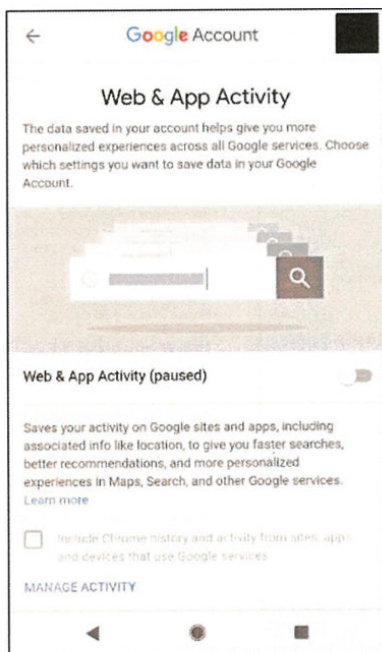 Google Account
Web & App Activity
The data saved in your account helps give you more
personalized experiences across all Google services. Choose
which settings you want to save data in your Google
Account.
Web & App Activity (paused)
Saves your activity on Google sites and apps, including
associated info like location, to give you faster searches,
better recommendations, and more personalized
experiences in Maps, Search, and other Google services.
Learn more
Include Chrome history and activity from sites, apps,
and devices that use Google services
MANAGE ACTIVITY